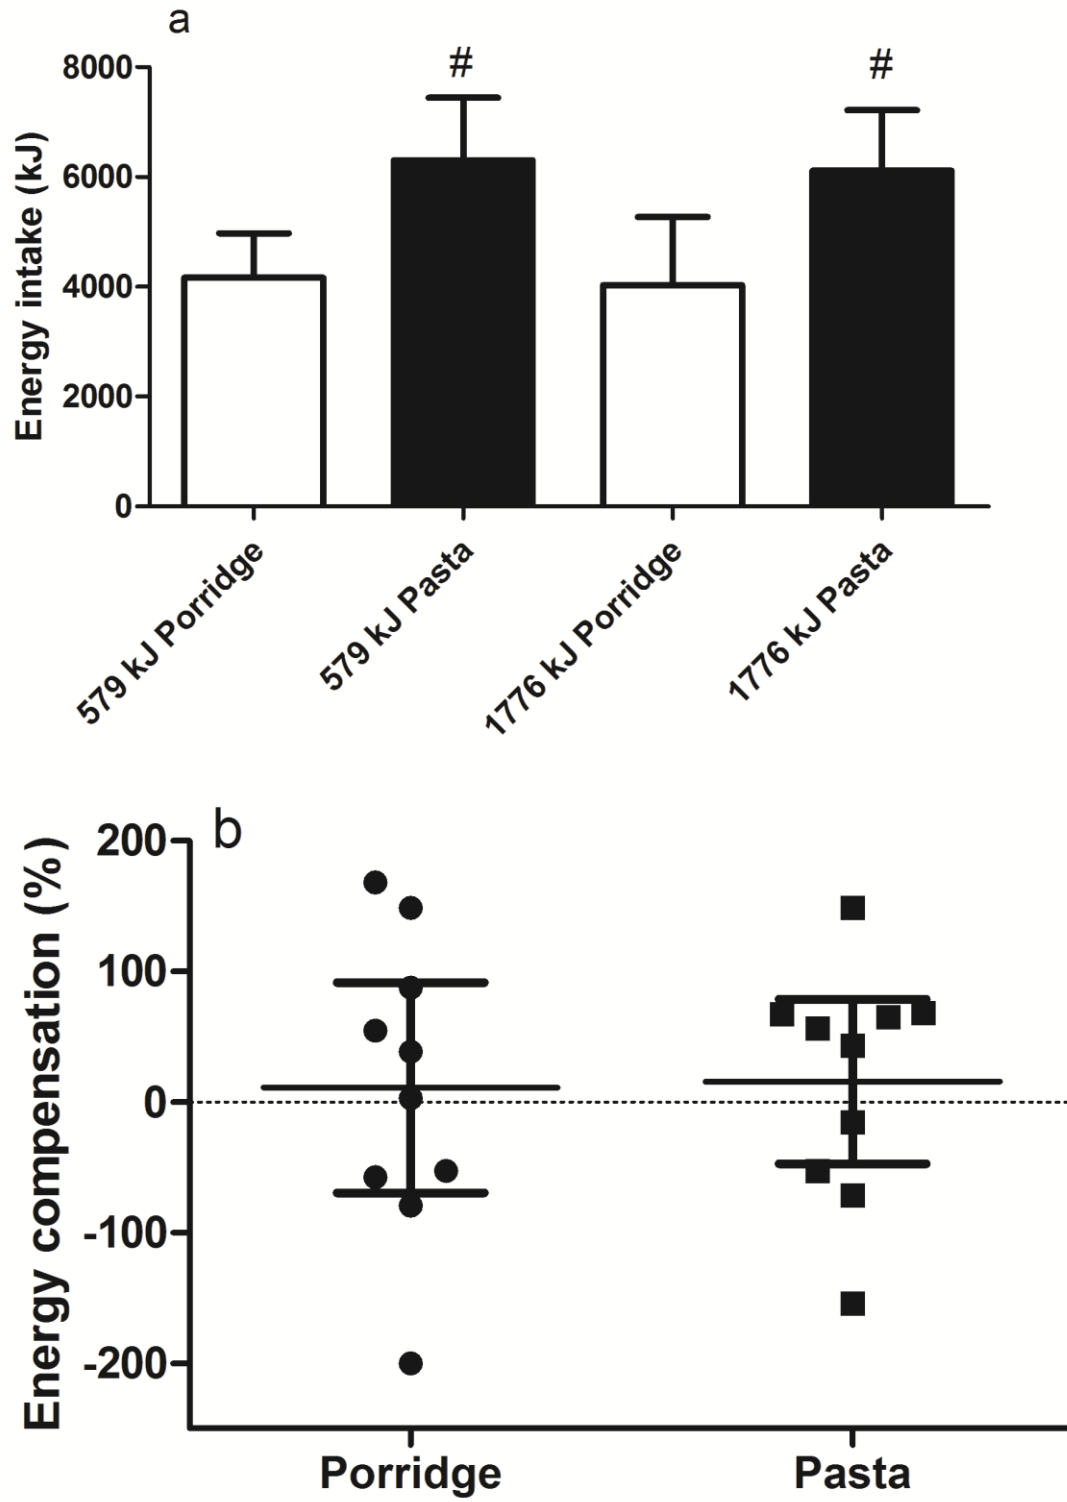 a
Energy intake (kJ)
8000
6000
4000
2000
0
#
#
579 kJ Porridge
579 kJ Pasta
1776 kJ Porridge
1776 kJ Pasta
b
Energy compensation (%)
200
100
0
-100
-200
Porridge
Pasta